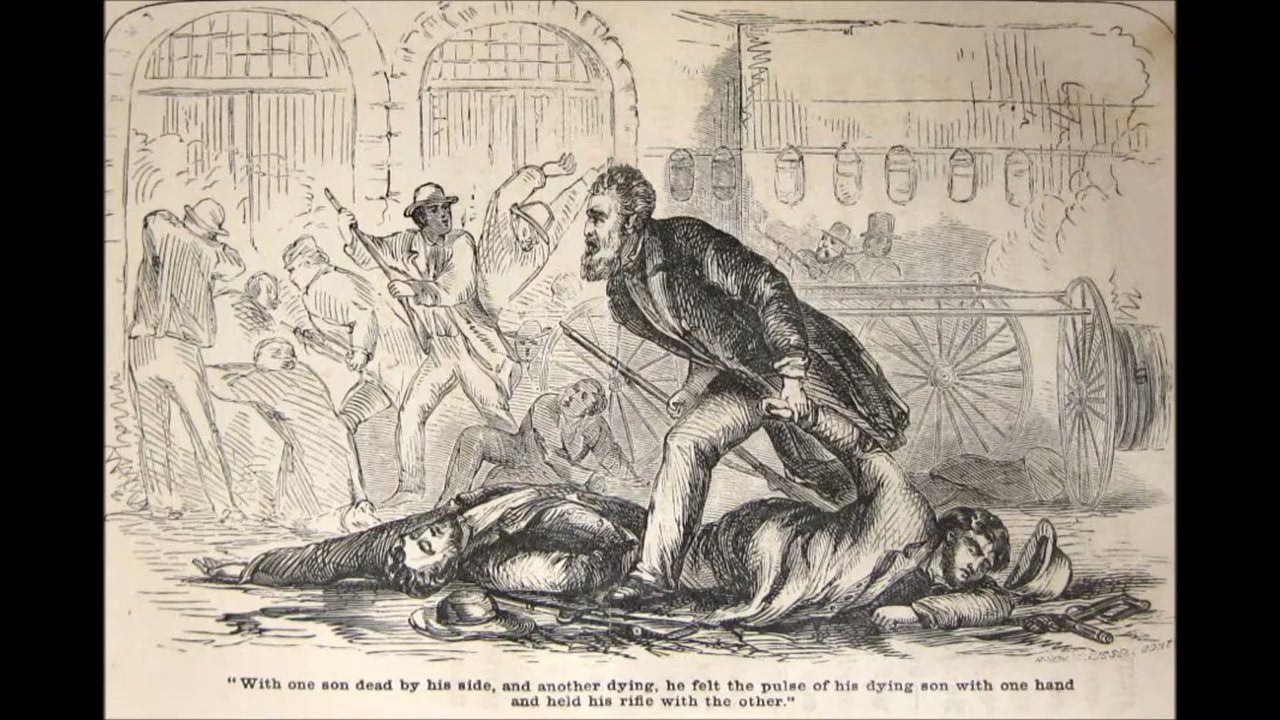 "With one son dead by his side, and another dying, he felt the pulse of his dying son with one hand
and held his rifle with the other."